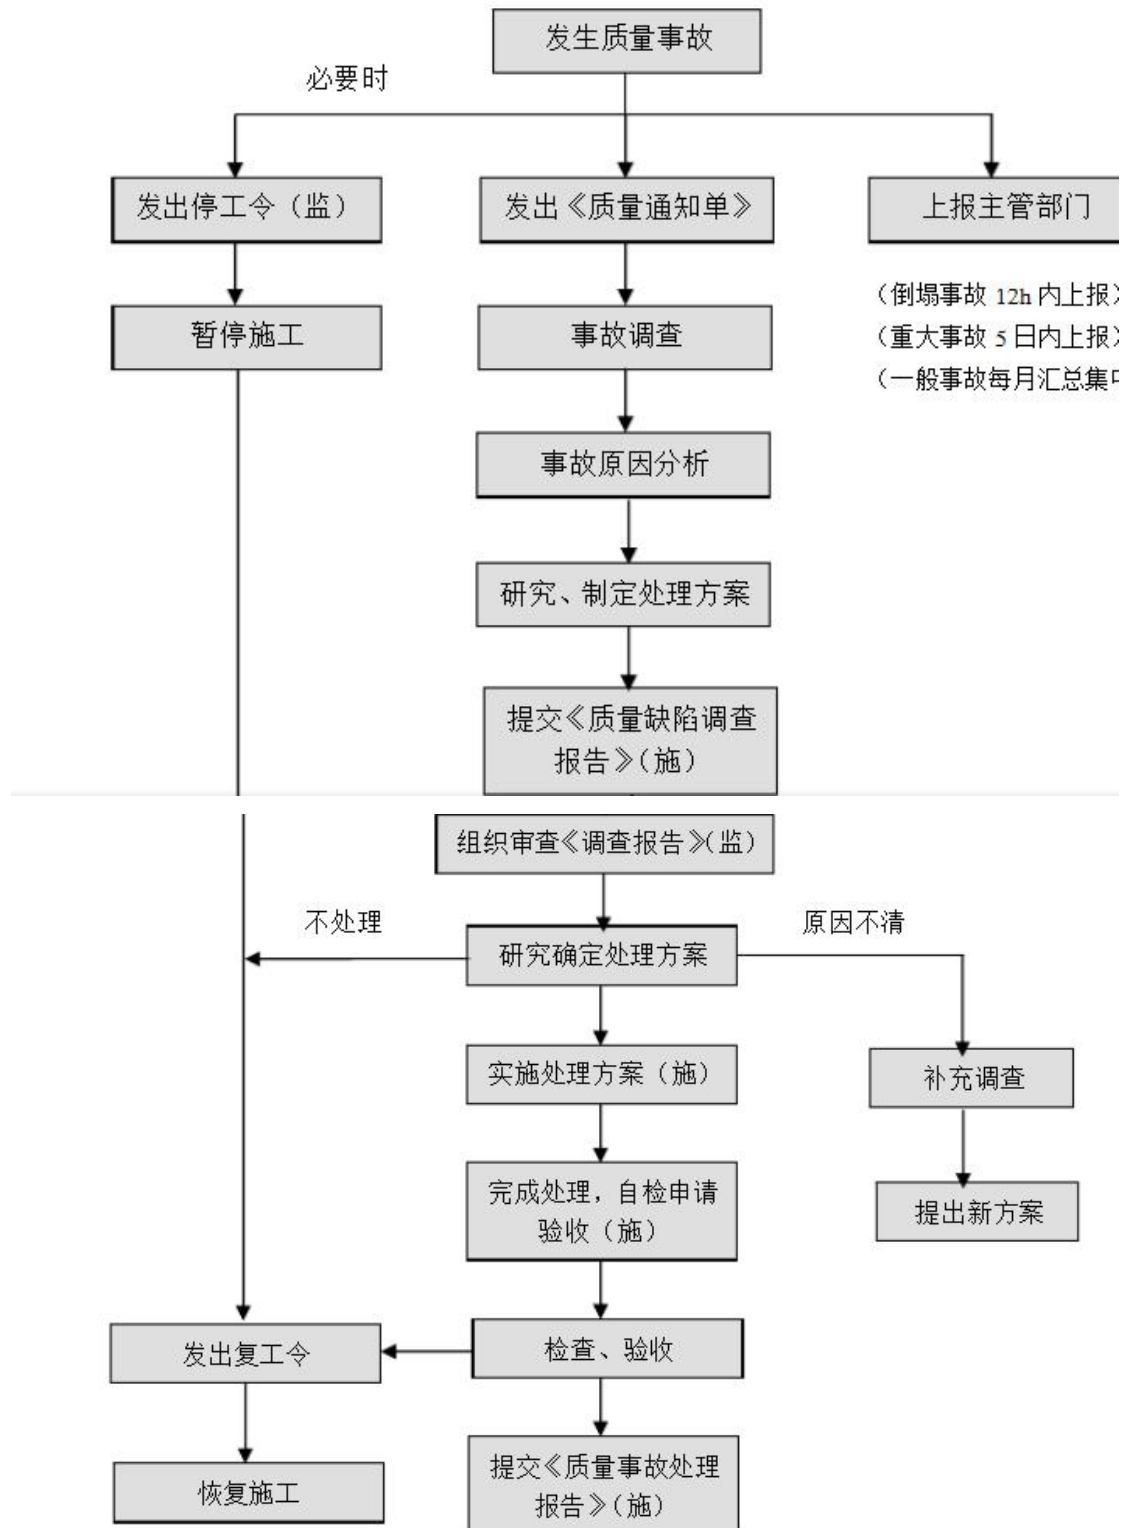 发生质量事故
必要时
发出停工令（监）
发出《质量通知单》
上报主管部门
（倒塌事故 12h 内上报）
（重大事故 5 日内上报）
（一般事故每月汇总集
暂停施工
事故调查
事故原因分析
研究、制定处理方案
提交《质量缺陷调查
报告》（施）
组织审查《调查报告》（监）
不处理
原因不清
研究确定处理方案
实施处理方案（施）
补充调查
完成处理，自检申请
验收（施）
提出新方案
发出复工令
检查、验收
恢复施工
提交《质量事故处理
报告》（施）